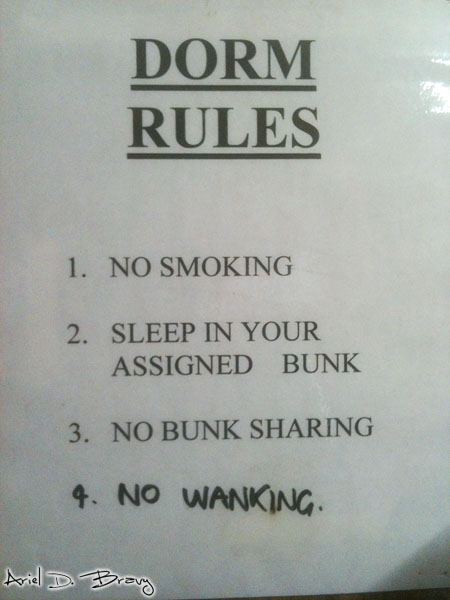 DORM
RULES
1. NO SMOKING
2. SLEEP IN YOUR
ASSIGNED BUNK
3. NO BUNK SHARING
4. NO WANKING.
Ariel D. Bravy